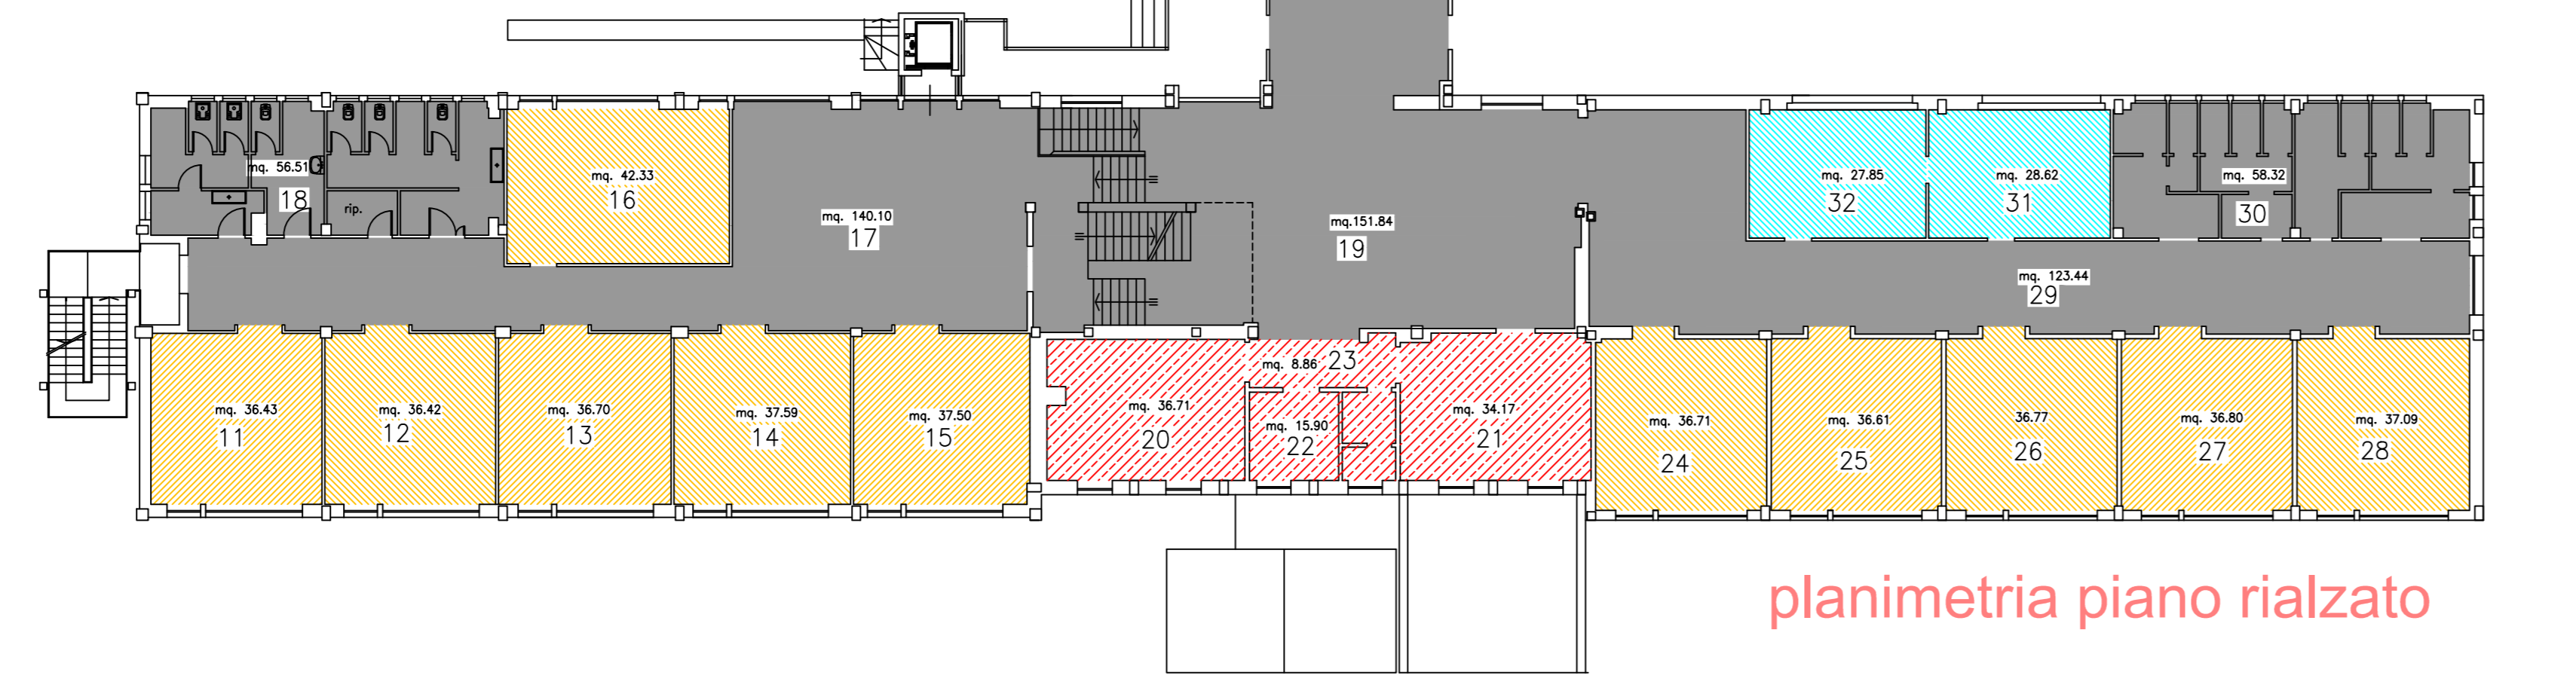 mq. 56.51
18
rip.
mq. 42.33
16
mq. 140.10
17
mq.151.84
19
mq. 27.85
32
mq. 28.62
31
mq. 58.32
30
mq. 123.44
29
mq. 36.43
11
mq. 36.42
12
mq. 36.70
13
mq. 37.59
14
mq. 37.50
15
mq. 8.86 23
mq. 36.71
20
mq. 15.90
22
mq. 34.17
21
mq. 36.71
24
mq. 36.61
25
36.77
26
mq. 36.80
27
mq. 37.09
28
planimetria piano rialzato